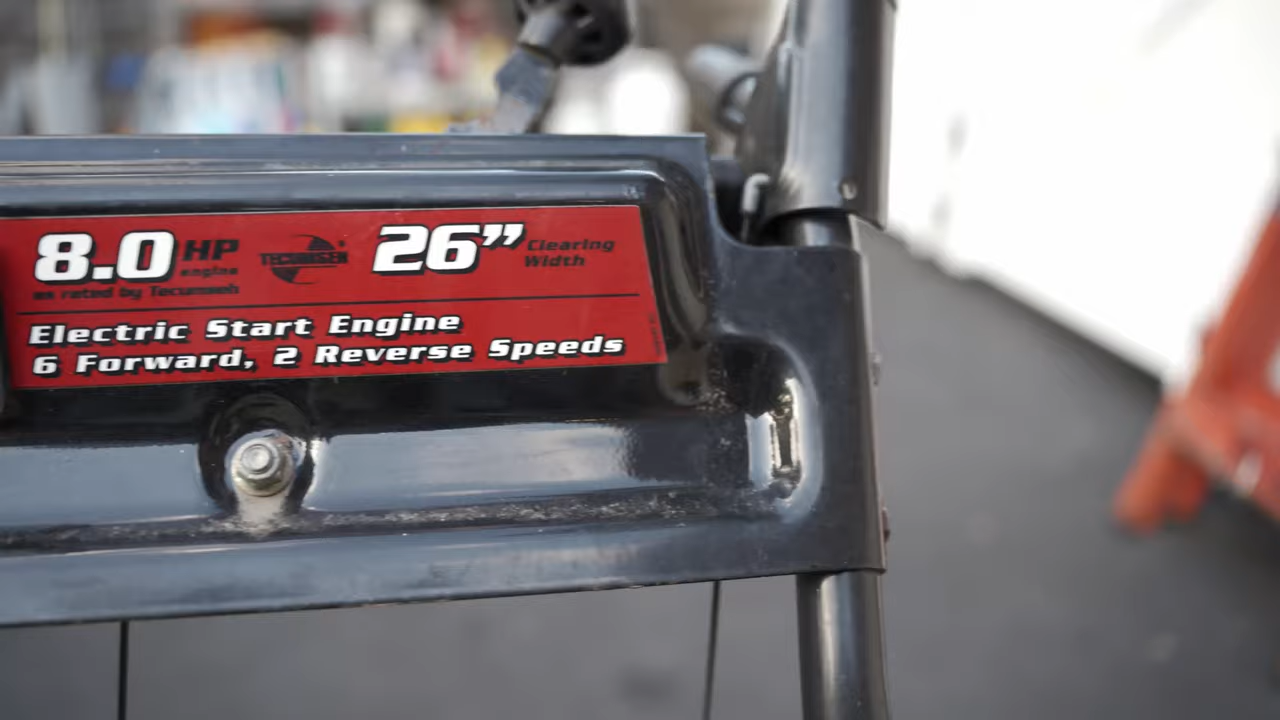 8.0 HP engine
as rated by Tecumseh
TECUMSEH®
26” Clearing Width
Electric Start Engine
6 Forward, 2 Reverse Speeds